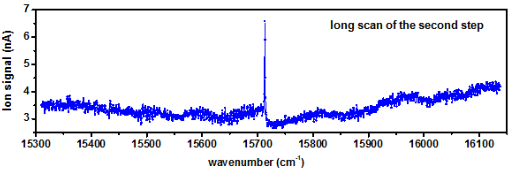 long scan of the second step
Ion signal (nA)
7
6
5
4
3
15300 15400 15500 15600 15700 15800 15900 16000 16100
wavenumber (cm⁻¹)